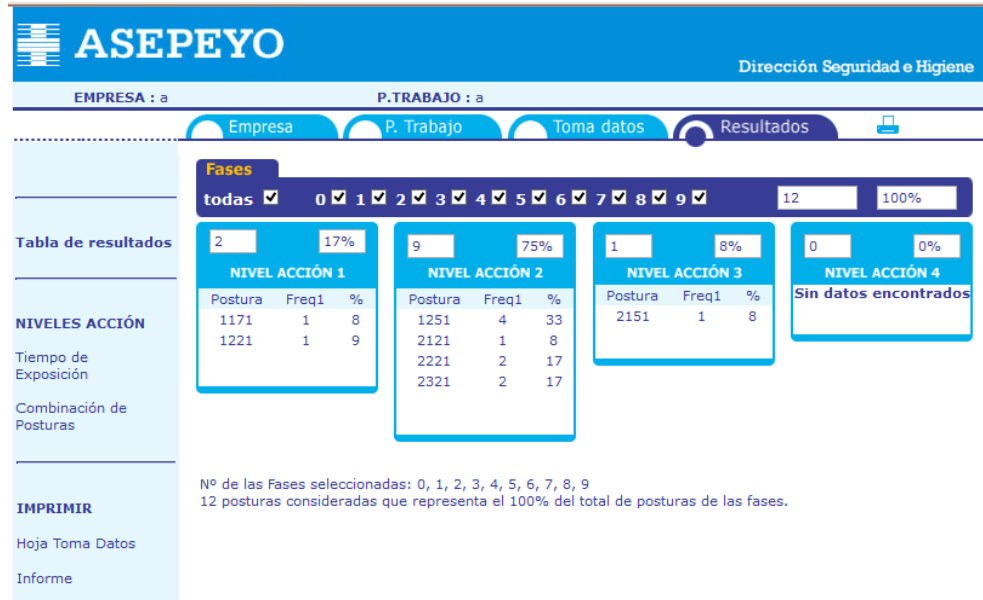 ASEPEYO
Dirección Seguridad e Higiene
EMPRESA : a P.TRABAJO : a
Empresa P. Trabajo Toma datos Resultados
Fases
todas 0 1 2 3 4 5 6 7 8 9 12 100%
Tabla de resultados
NIVELES ACCIÓN
Tiempo de
Exposición
Combinación de
Posturas
IMPRIMIR
Hoja Toma Datos
Informe
2 17%
NIVEL ACCIÓN 1
Postura Freq1 %
1171 1 8
1221 1 9
9 75%
NIVEL ACCIÓN 2
Postura Freq1 %
1251 4 33
2121 1 8
2221 2 17
2321 2 17
1 8%
NIVEL ACCIÓN 3
Postura Freq1 %
2151 1 8
0 0%
NIVEL ACCIÓN 4
Sin datos encontrados
Nº de las Fases seleccionadas: 0, 1, 2, 3, 4, 5, 6, 7, 8, 9
12 posturas consideradas que representa el 100% del total de posturas de las fases.